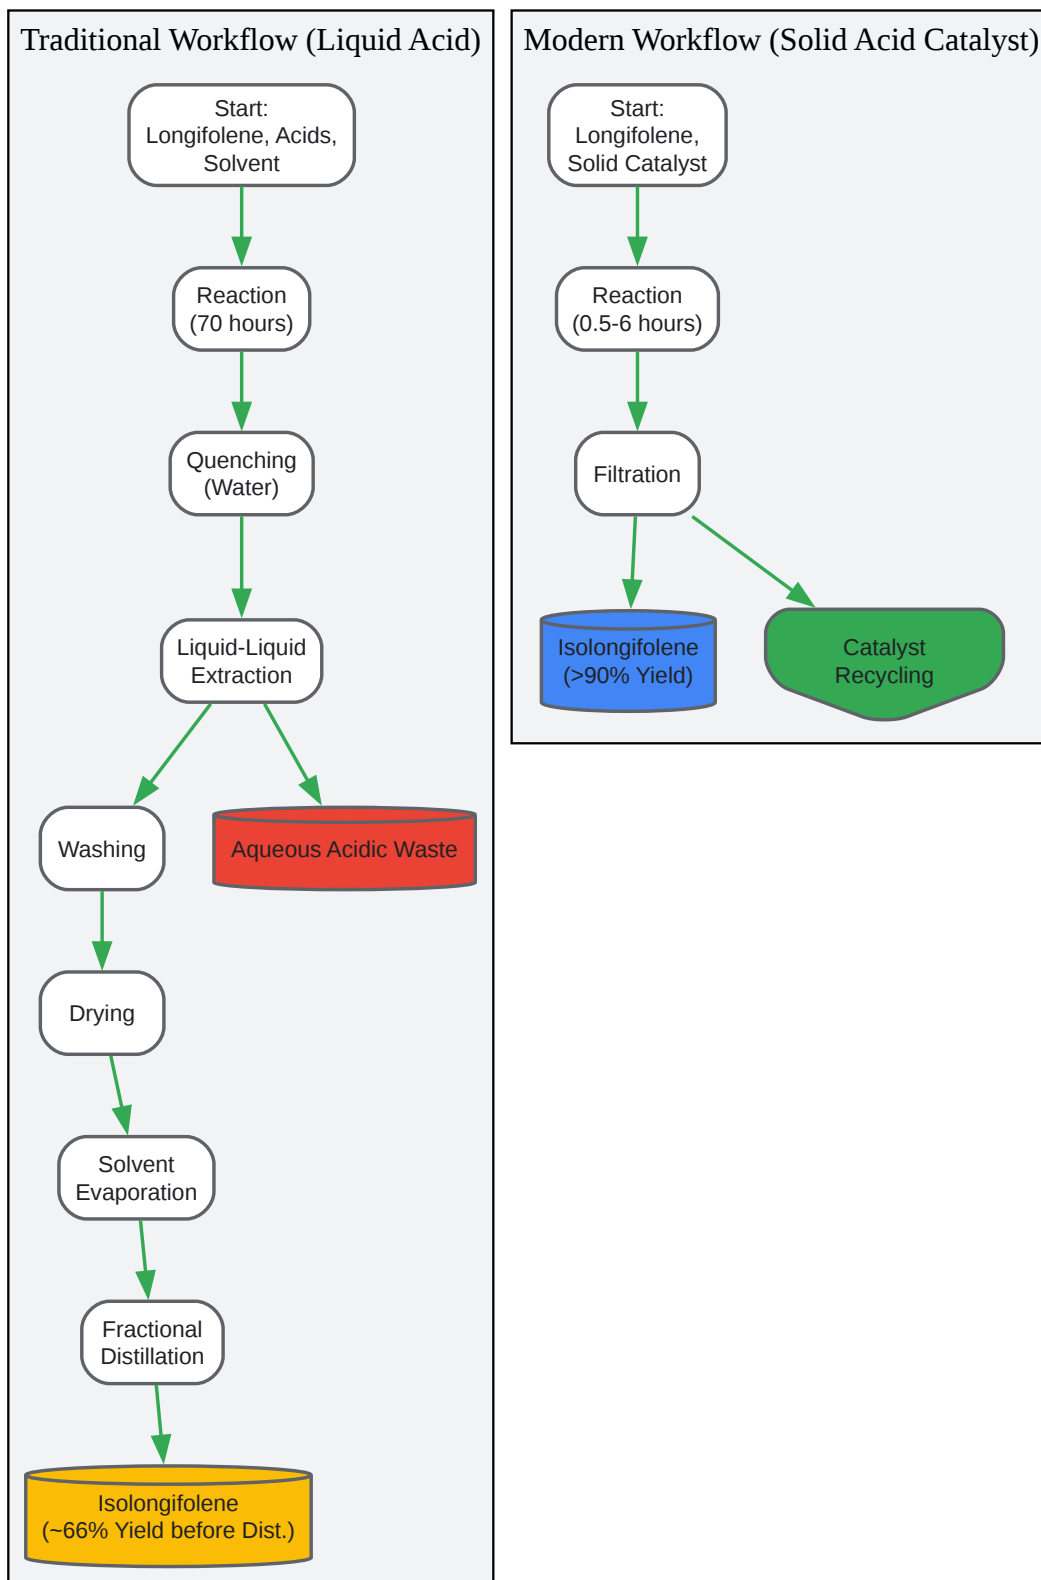 Traditional Workflow (Liquid Acid)
Start:
Longifolene, Acids,
Solvent
Reaction
(70 hours)
Quenching
(Water)
Liquid-Liquid
Extraction
Washing
Aqueous Acidic Waste
Drying
Solvent
Evaporation
Fractional
Distillation
Isolongifolene
(~66% Yield before Dist.)
Modern Workflow (Solid Acid Catalyst)
Start:
Longifolene,
Solid Catalyst
Reaction
(0.5-6 hours)
Filtration
Isolongifolene
(>90% Yield)
Catalyst
Recycling